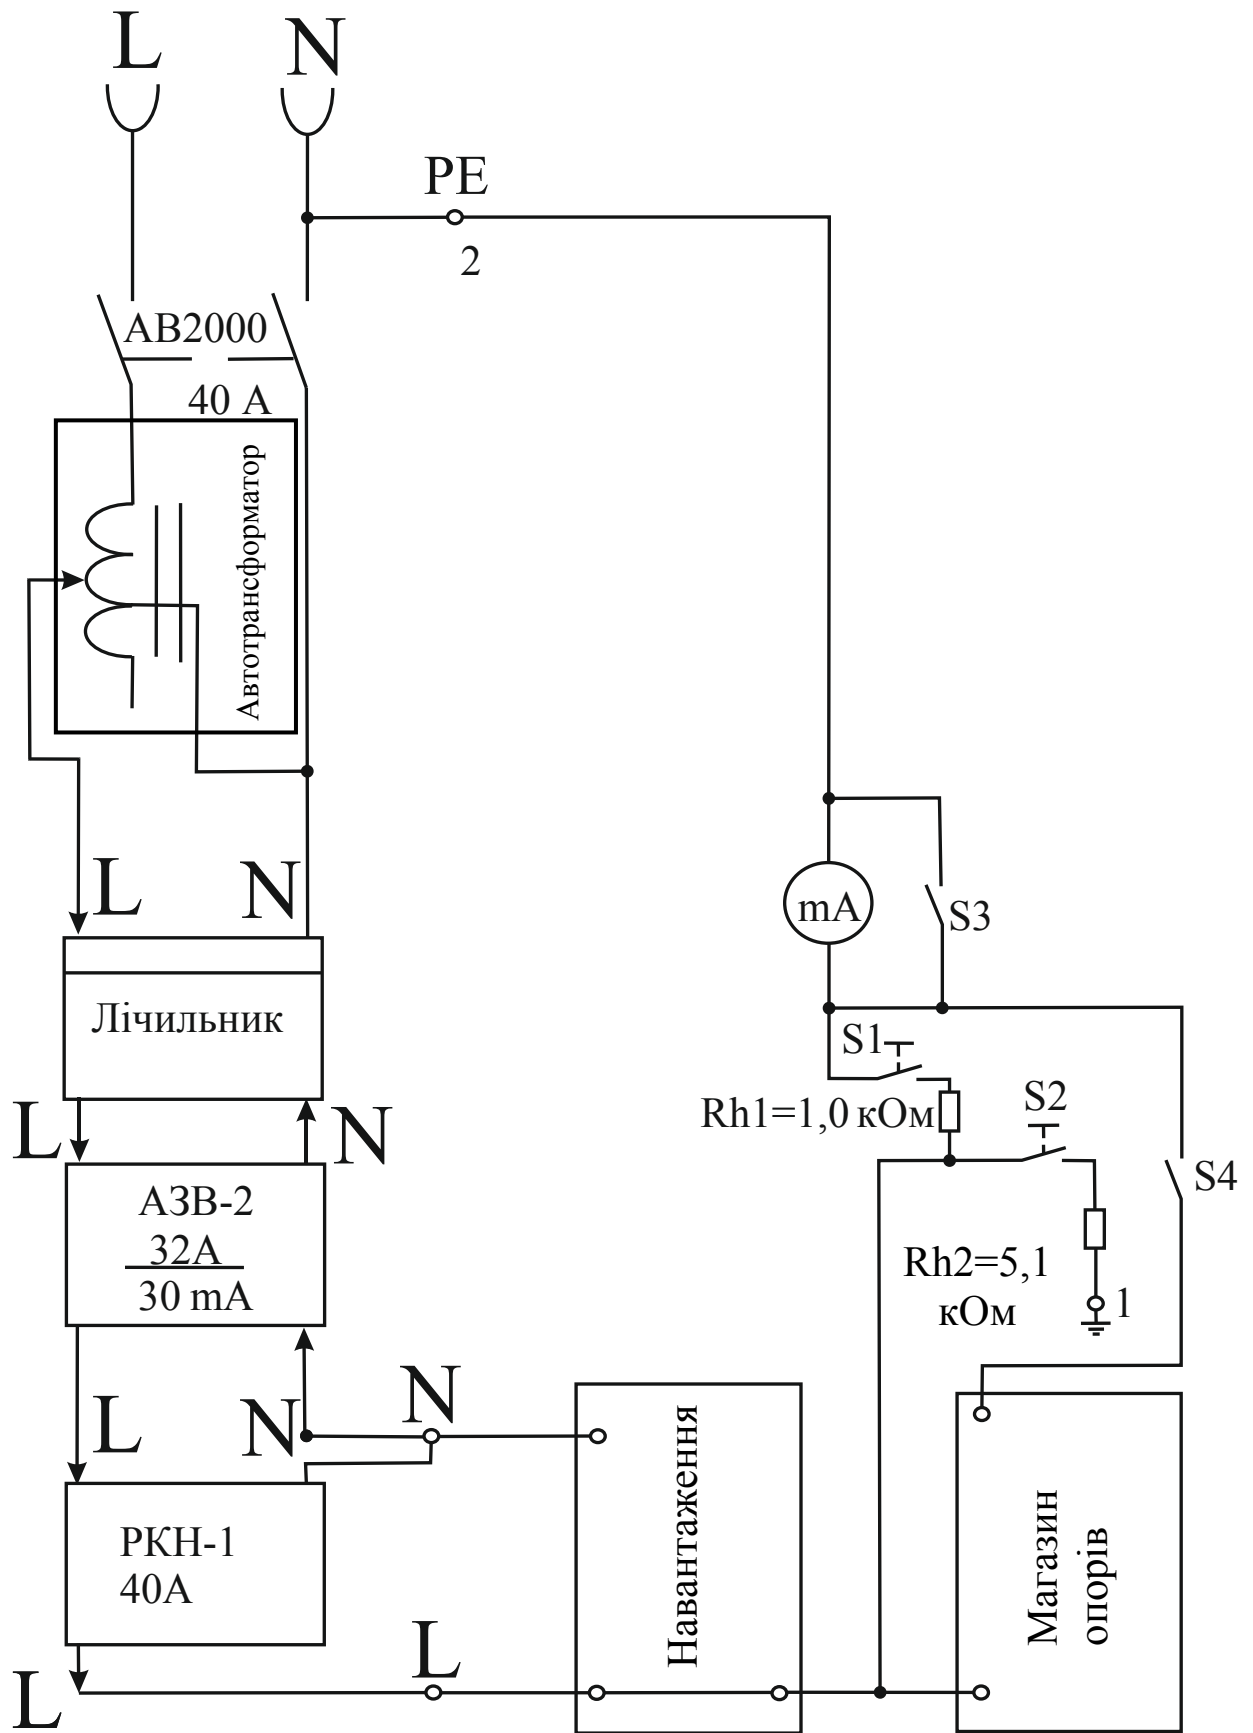 L
N
PE
2
АВ2000
40 А
Автотрансформатор
L
N
mA
S3
Лічильник
S1
Rh1=1,0 кОм
S2
L
N
АЗВ-2
32А
30 mA
S4
Rh2=5,1
кОм
1
L
N
N
РКН-1
40А
Навантаження
Магазин
опорів
L
L